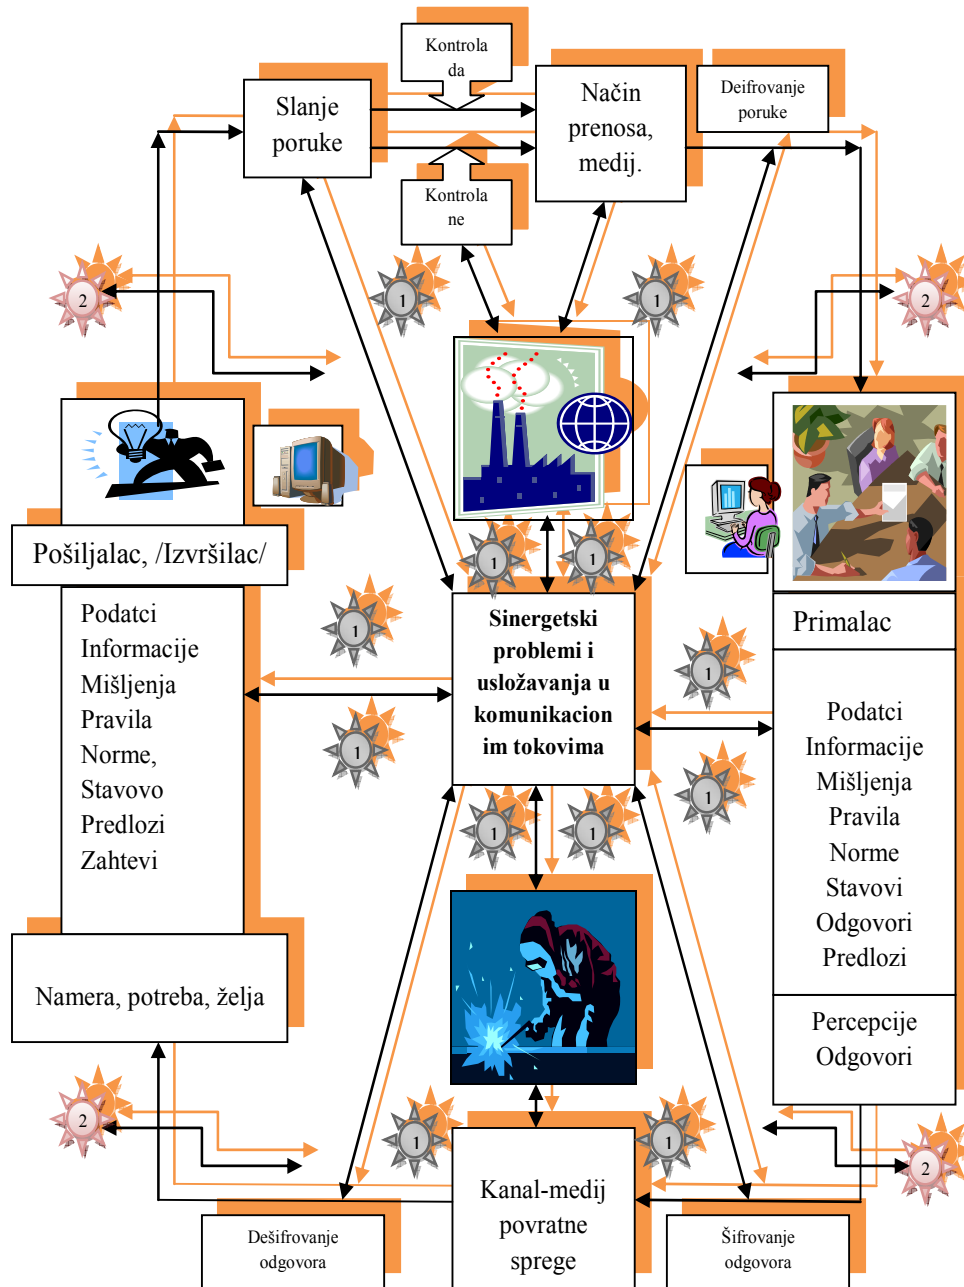 Kontrola
da
Slanje
poruke
Način
prenosa,
medij.
Deifrovanje
poruke
Kontrola
ne
2
1
1
2
Pošiljalac, /Izvršilac/
Podatci
Informacije
Mišljenja
Pravila
Norme,
Stavovo
Predlozi
Zahtevi
Namera, potreba, želja
1
1
1
1
Sinergetski
problemi i
usložavanja u
komunikacion
im tokovima
1
1
1
1
Primalac
Podatci
Informacije
Mišljenja
Pravila
Norme
Stavovi
Odgovori
Predlozi
Percepcije
Odgovori
2
1
1
2
Dešifrovanje
odgovora
Kanal-medij
povratne
sprege
Šifrovanje
odgovora